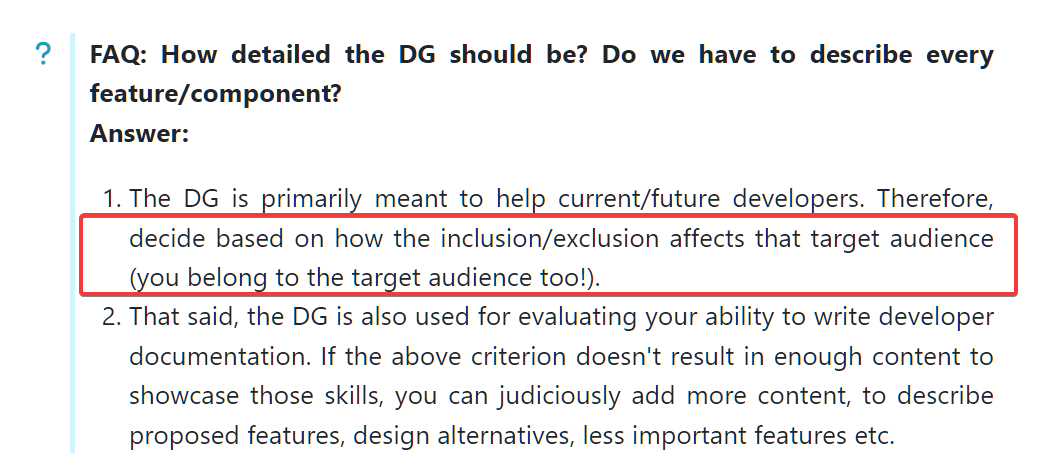 ?
FAQ: How detailed the DG should be? Do we have to describe every
feature/component?
Answer:
1. The DG is primarily meant to help current/future developers. Therefore,
decide based on how the inclusion/exclusion affects that target audience
(you belong to the target audience too!).
2. That said, the DG is also used for evaluating your ability to write developer
documentation. If the above criterion doesn't result in enough content to
showcase those skills, you can judiciously add more content, to describe
proposed features, design alternatives, less important features etc.